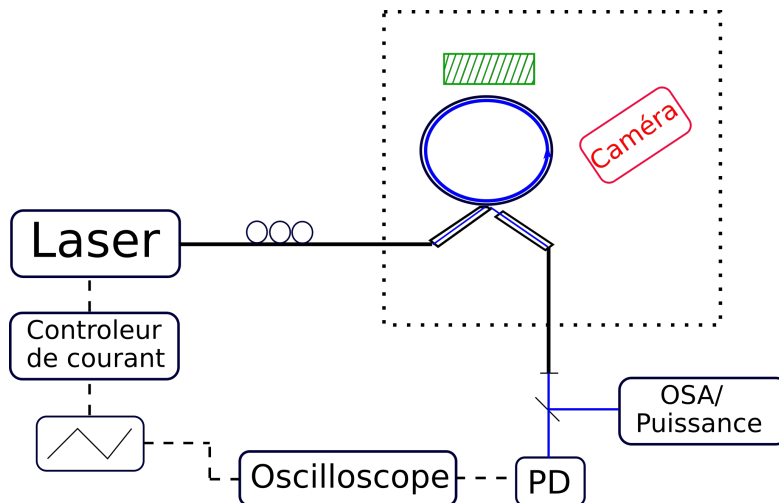 Caméra
Laser
Controleur
de courant
OSA/
Puissance
Oscilloscope
PD